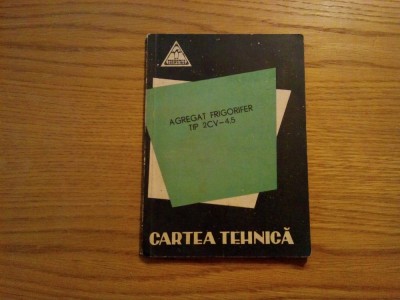 AGREGAT FRIGORIFER
TIP 2CV-4,5
CARTEA TEHNICĂ